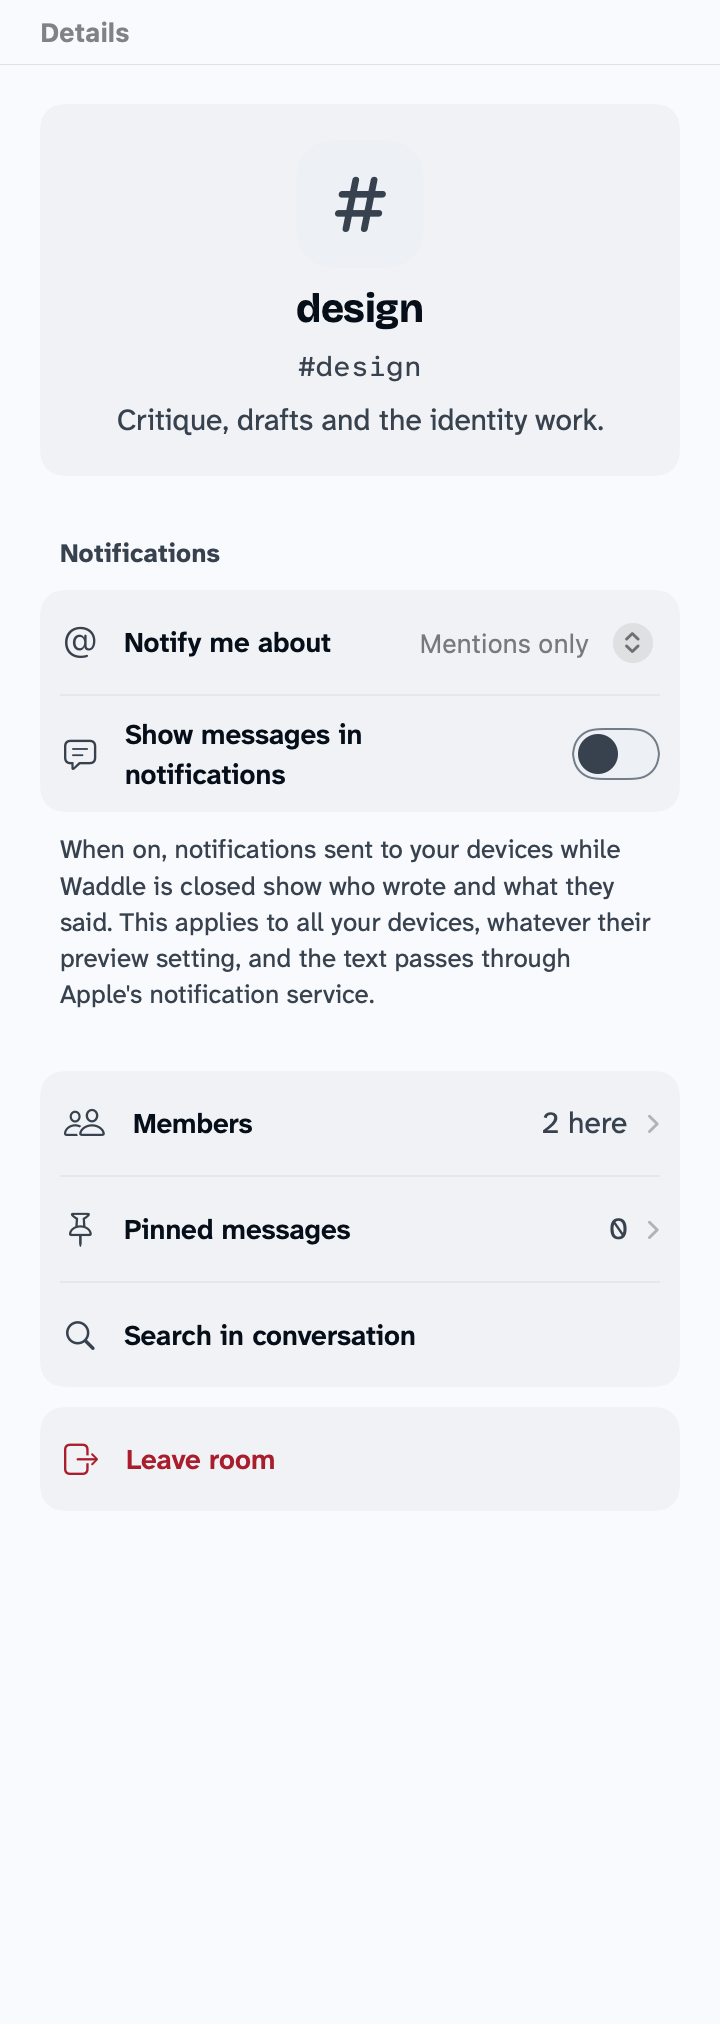 Details
#
design
#design
Critique, drafts and the identity work.
Notifications
@ Notify me about Mentions only
Show messages in
notifications
When on, notifications sent to your devices while
Waddle is closed show who wrote and what they
said. This applies to all your devices, whatever their
preview setting, and the text passes through
Apple's notification service.
Members 2 here
Pinned messages 0
Search in conversation
Leave room